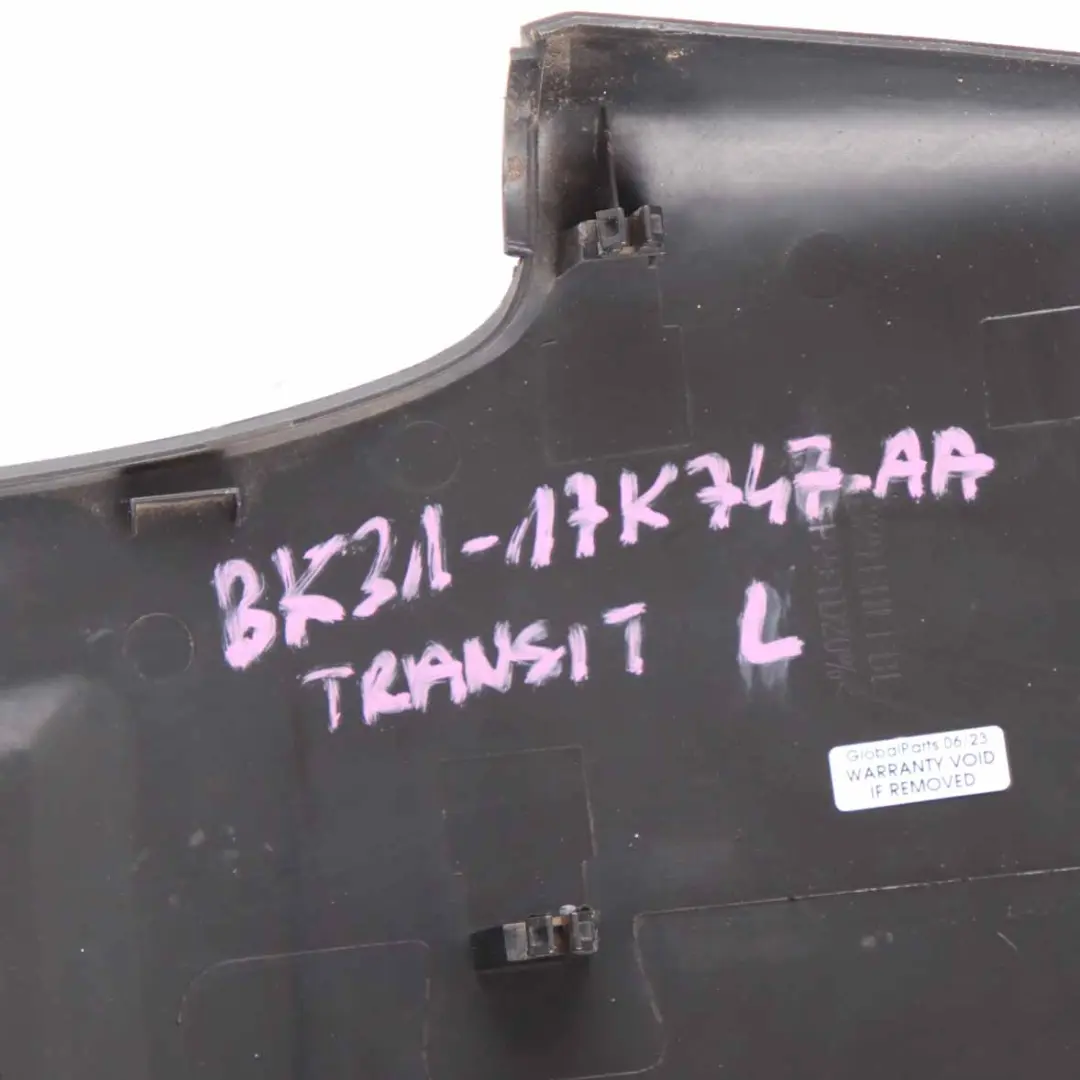 BK31-17K747-AA
TRANSIT L
GlobalParts 06/23
WARRANTY VOID
IF REMOVED